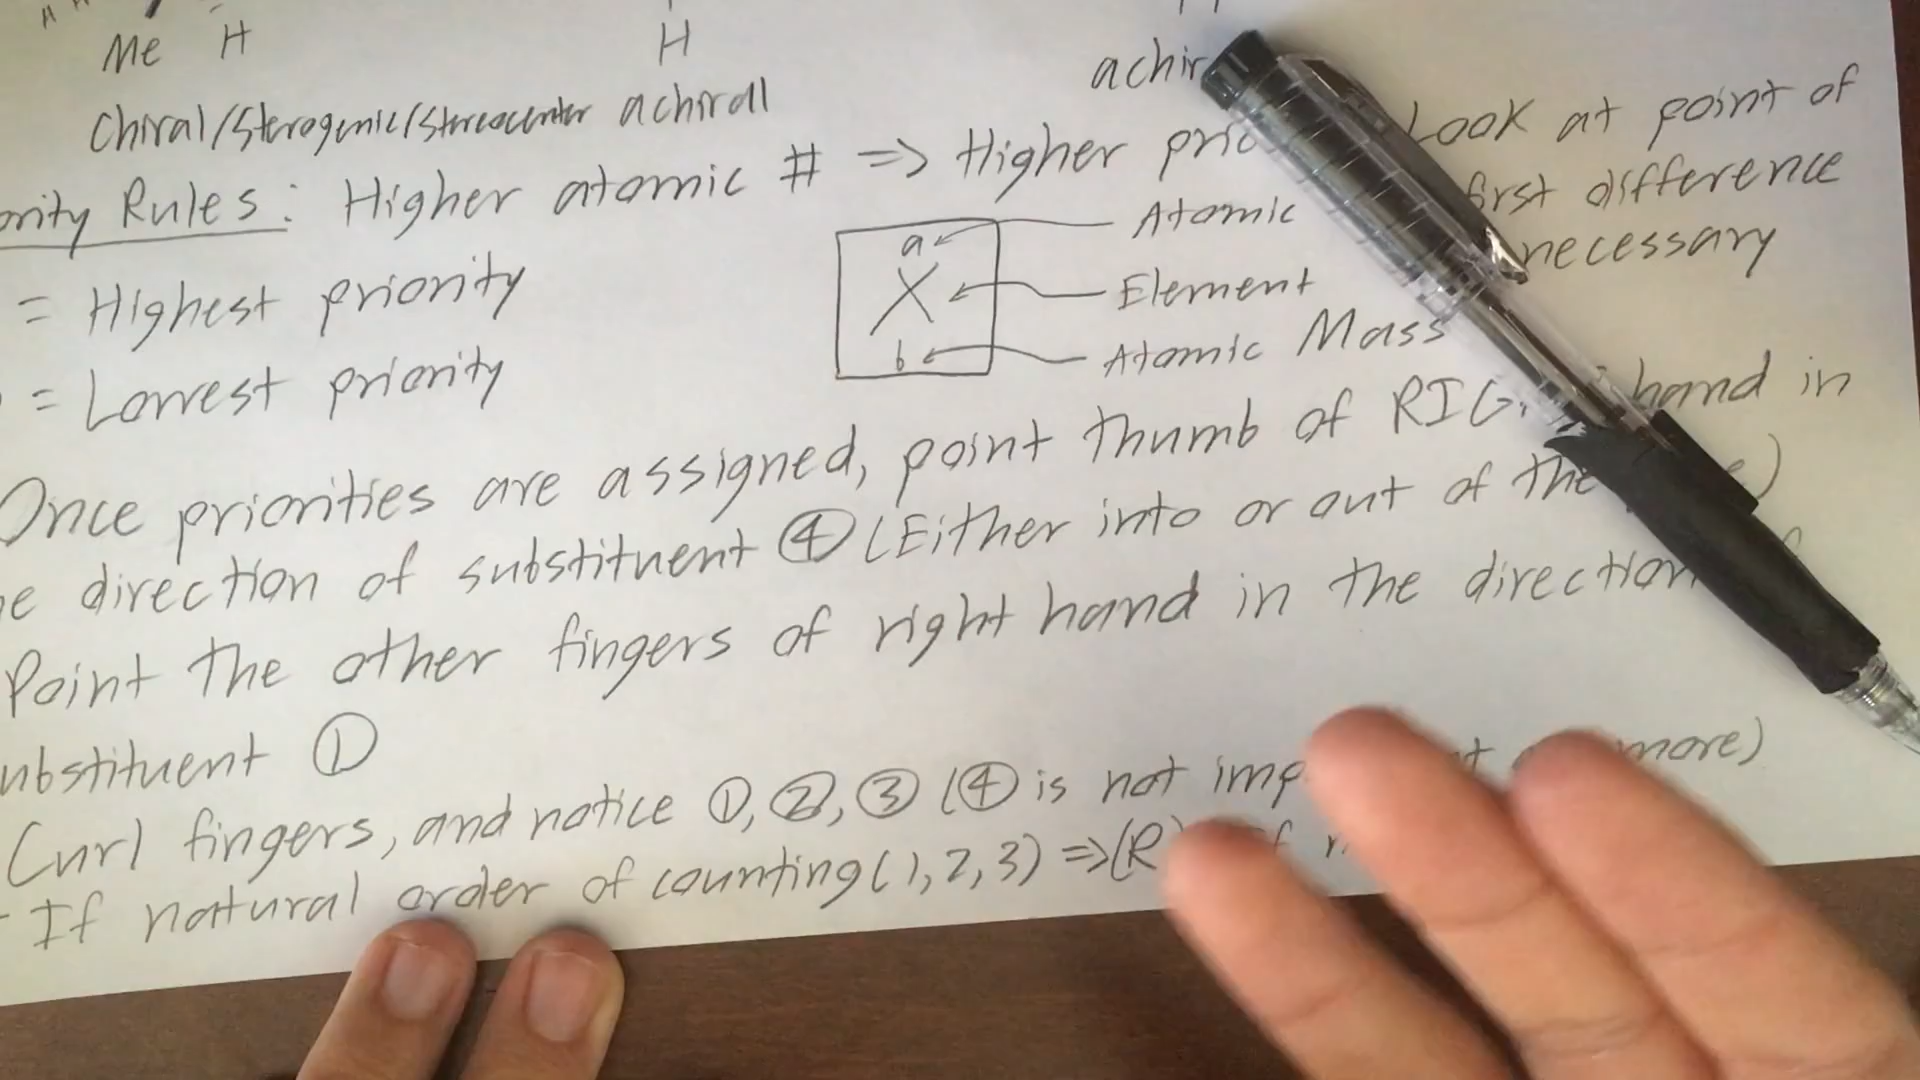 Me H H
Chiral/Sterogenic/Stereocenter achiral achir
ority Rules: Higher atomic # => Higher prio Look at point of
first difference
necessary
= Highest priority
= Lowest priority
a Atomic
X Element
b Atomic Mass
Once priorities are assigned, point thumb of RIG hand in
e direction of substituent ④ (Either into or out of the )
Point the other fingers of right hand in the direction
ubstituent ①
Curl fingers, and notice ①, ②, ③ (④ is not imp more)
- If natural order of counting (1, 2, 3) => (R)